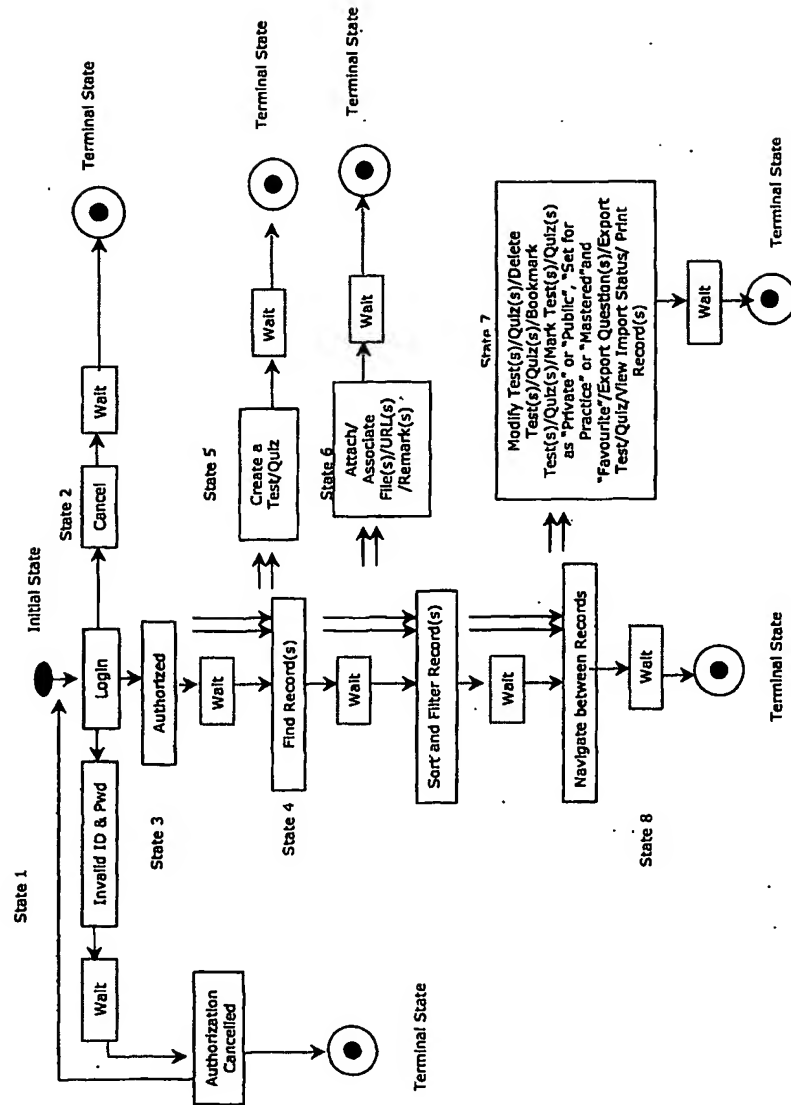 Initial State
State 1
Login
Invalid ID & Pwd
Wait
Authorization
Cancelled
Terminal State
State 2
Cancel
Wait
Terminal State
State 3
Authorized
Wait
State 4
Find Record(s)
Wait
State 5
Create a
Test/Quiz
Wait
Terminal State
State 6
Attach/
Associate
File(s)/URL(s)
/Remark(s)
Wait
Terminal State
Sort and Filter Record(s)
Wait
State 7
Modify Test(s)/Quiz(s)/Delete
Test(s)/Quiz(s)/Bookmark
Test(s)/Quiz(s)/Mark Test(s)/Quiz(s)
as "Private" or "Public", "Set for
Practice" or "Mastered"and
"Favourite"/Export Question(s)/Export
Test/Quiz/View Import Status/ Print
Record(s)
Wait
Terminal State
State 8
Navigate between Records
Wait
Terminal State